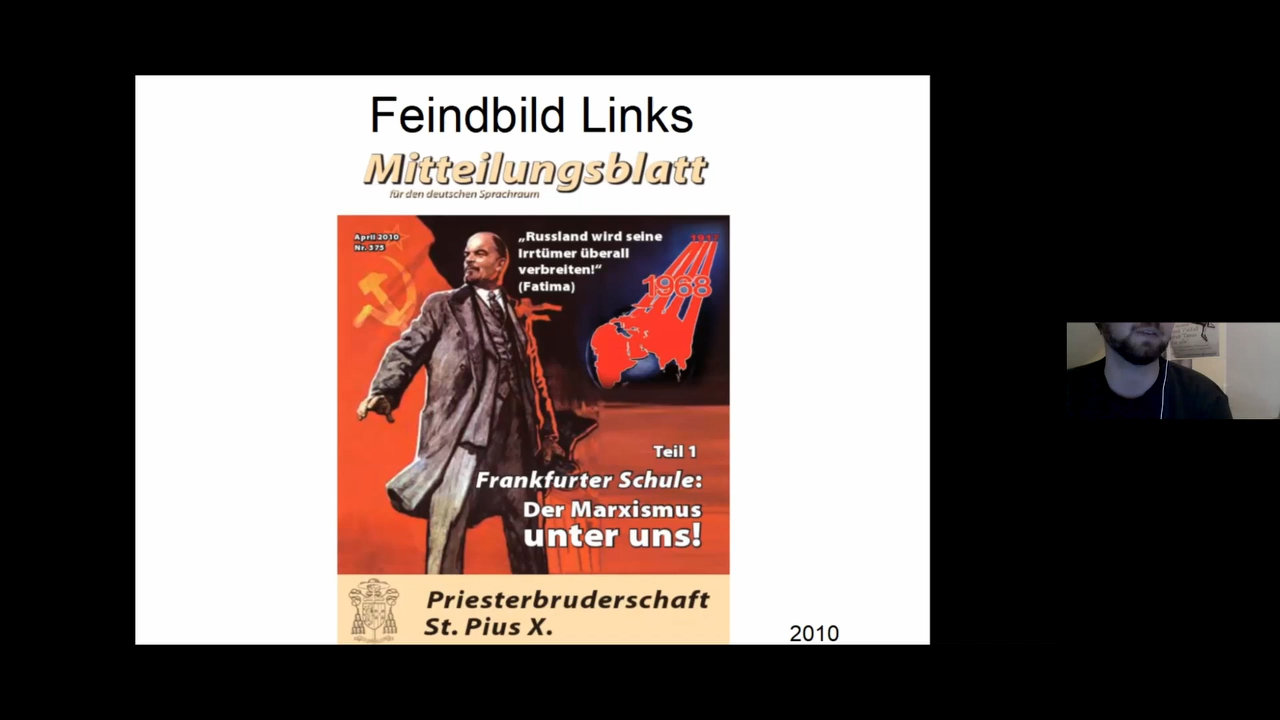 Feindbild Links
Mitteilungsblatt
für den deutschen Sprachraum
April 2010
Nr. 375
„Russland wird seine
Irrtümer überall
verbreiten!“
(Fatima)
1917
1968
Teil 1
Frankfurter Schule:
Der Marxismus
unter uns!
Priesterbruderschaft
St. Pius X.
2010